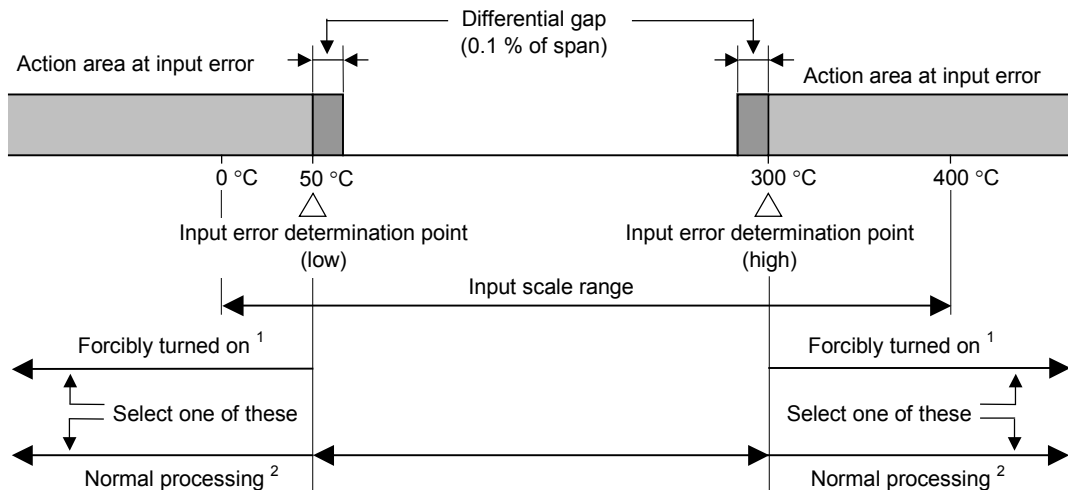 Differential gap
(0.1 % of span)
Action area at input error
Action area at input error
0 °C
50 °C
300 °C
400 °C
Input error determination point
(low)
Input error determination point
(high)
Input scale range
Forcibly turned on 1
Forcibly turned on 1
Select one of these
Select one of these
Normal processing 2
Normal processing 2